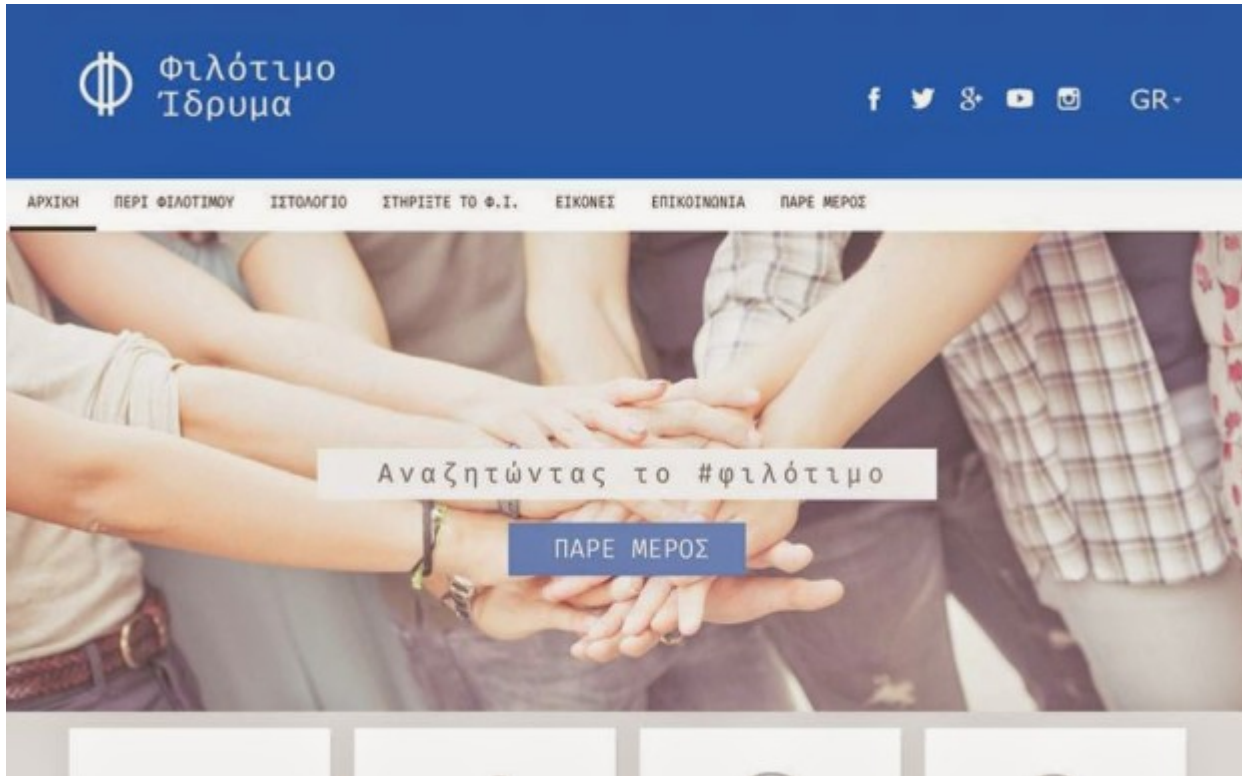 Φιλότιμο
Ίδρυμα
GR
ΑΡΧΙΚΗ ΠΕΡΙ ΦΙΛΟΤΙΜΟΥ ΙΣΤΟΛΟΓΙΟ ΣΤΗΡΙΞΤΕ ΤΟ Φ.Ι. ΕΙΚΟΝΕΣ ΕΠΙΚΟΙΝΩΝΙΑ ΠΑΡΕ ΜΕΡΟΣ
Αναζητώντας το #φιλότιμο
ΠΑΡΕ ΜΕΡΟΣ